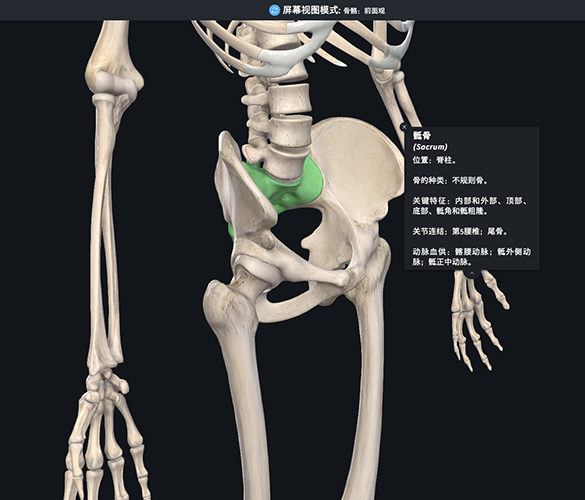 屏幕视图模式: 骨骼：前面观
骶骨
(Sacrum)
位置：脊柱。
骨的种类：不规则骨。
关键特征：内部和外部、顶部、
底部、骶角和骶粗隆。
关节连结：第5腰椎；尾骨。
动脉血供：髂腰动脉；骶外侧动
脉；骶正中动脉。